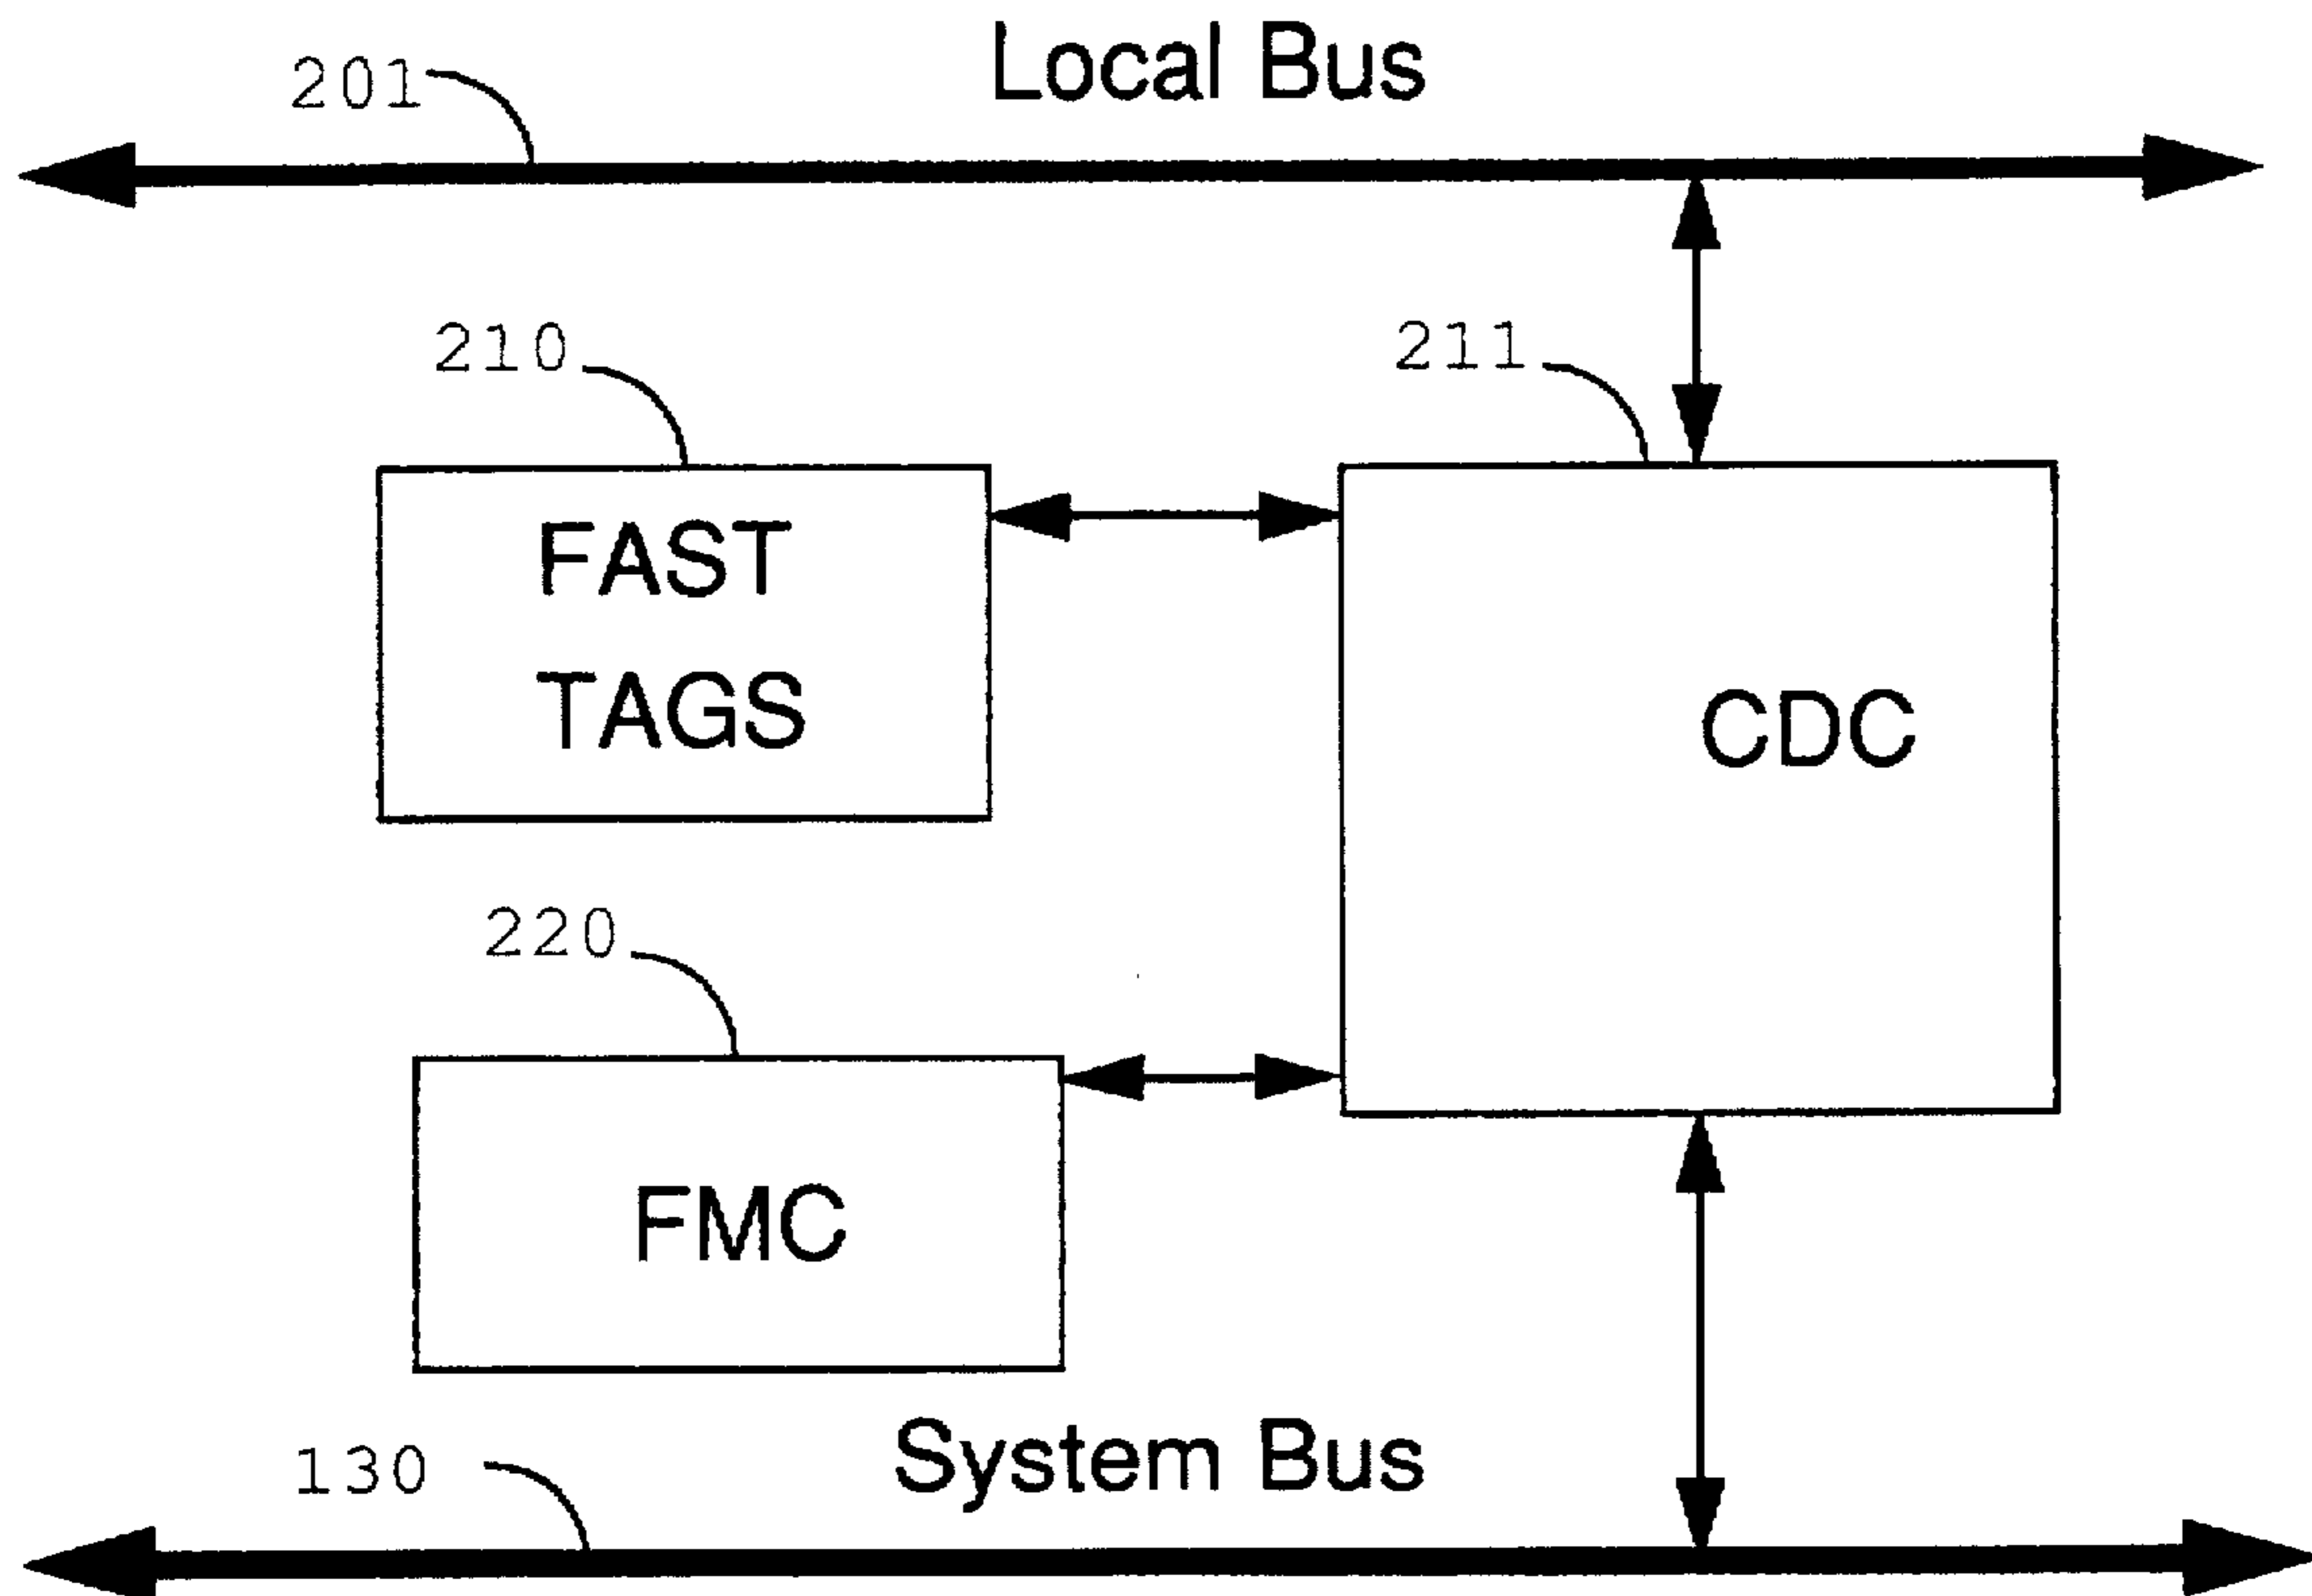 Local Bus
201
210
211
FAST
TAGS
CDC
220
FMC
System Bus
130